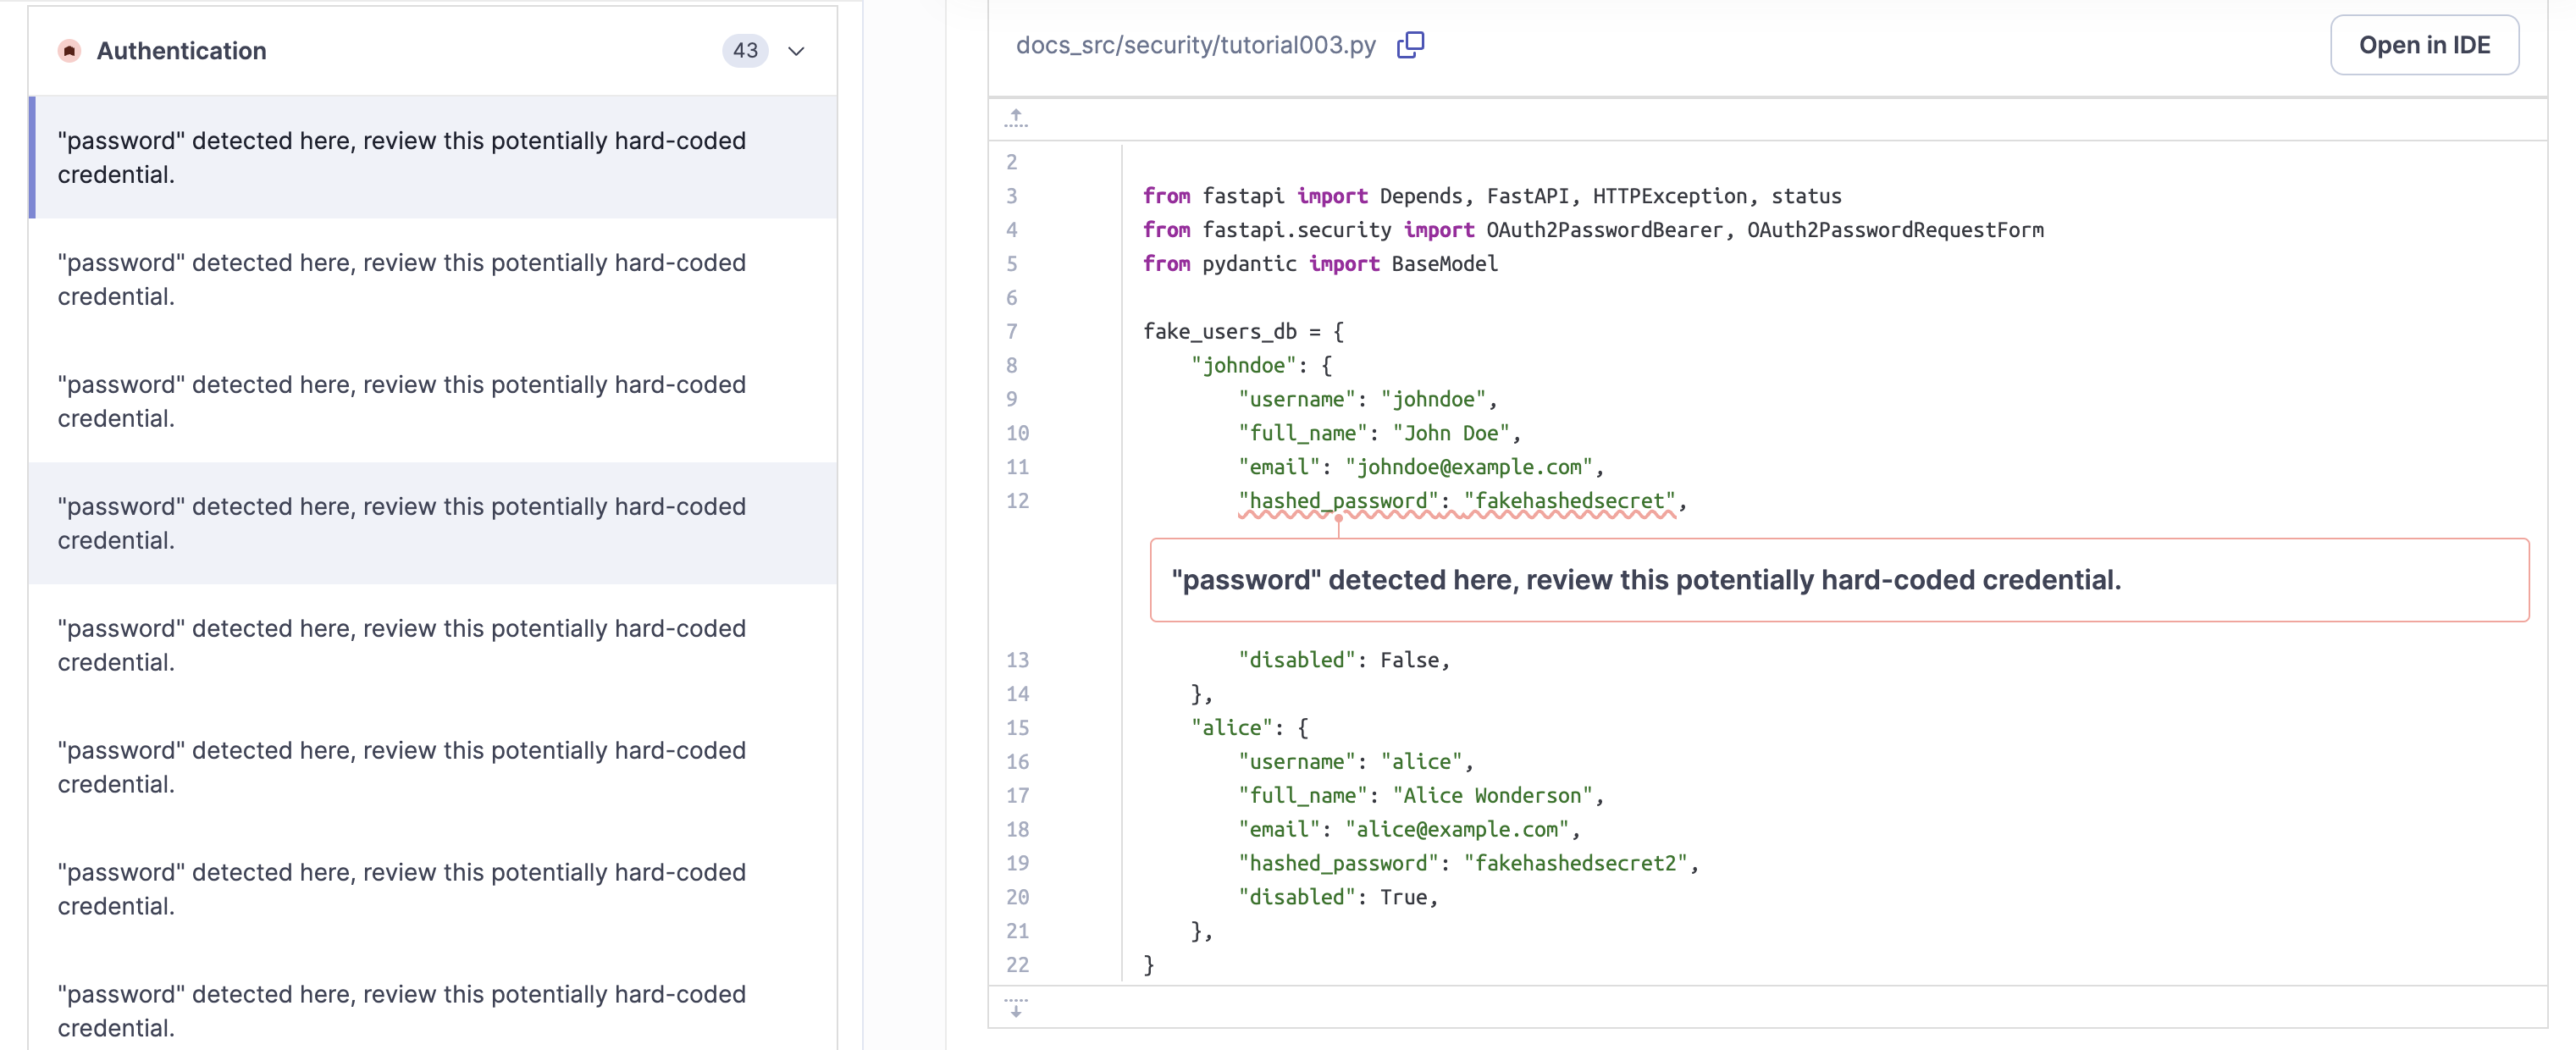 Authentication
43
"password" detected here, review this potentially hard-coded
credential.
"password" detected here, review this potentially hard-coded
credential.
"password" detected here, review this potentially hard-coded
credential.
"password" detected here, review this potentially hard-coded
credential.
"password" detected here, review this potentially hard-coded
credential.
"password" detected here, review this potentially hard-coded
credential.
"password" detected here, review this potentially hard-coded
credential.
"password" detected here, review this potentially hard-coded
credential.
docs_src/security/tutorial003.py
Open in IDE
2
3 from fastapi import Depends, FastAPI, HTTPException, status
4 from fastapi.security import OAuth2PasswordBearer, OAuth2PasswordRequestForm
5 from pydantic import BaseModel
6
7 fake_users_db = {
8 "johndoe": {
9 "username": "johndoe",
10 "full_name": "John Doe",
11 "email": "johndoe@example.com",
12 "hashed_password": "fakehashedsecret",
"password" detected here, review this potentially hard-coded credential.
13 "disabled": False,
14 },
15 "alice": {
16 "username": "alice",
17 "full_name": "Alice Wonderson",
18 "email": "alice@example.com",
19 "hashed_password": "fakehashedsecret2",
20 "disabled": True,
21 },
22 }